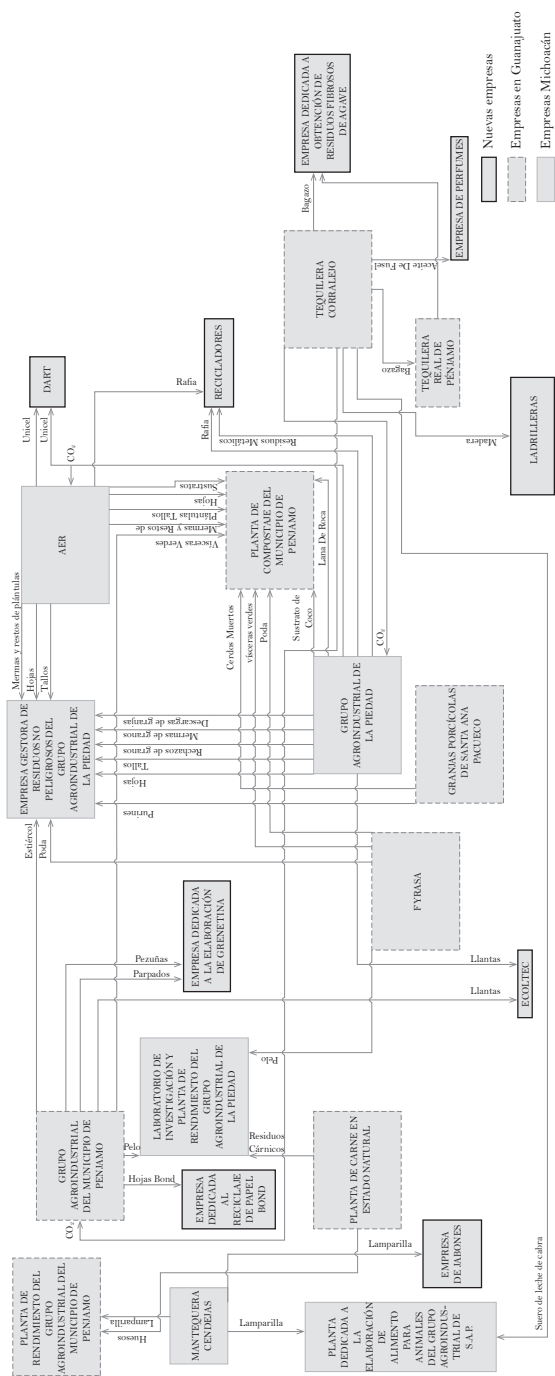 PLANTA DE
RENDIMIENTO DEL
GRUPO
AGROINDUSTRIAL DEL
MUNICIPIO DE
PENJAMO
Huesos
Lamparilla
MANTEQUERA
CENDEJAS
Lamparilla
Lamparilla
EMPRESA
DE JABONES
PLANTA
DEDICADA A LA
ELABORACIÓN
DE
ALIMENTO
PARA
ANIMALES
DEL GRUPO
AGROINDUS-
TRIAL DE
S.A.P.
Suero de leche de cabra
GRUPO
AGROINDUSTRIAL
DEL MUNICIPIO DE
PENJAMO
CO₂
Pelo
Hojas Bond
EMPRESA
DEDICADA
AL
RECICLAJE
DE PAPEL
BOND
LABORATORIO DE
INVESTIGACIÓN Y
PLANTA DE
RENDIMIENTO DEL
GRUPO
AGROINDUSTRIAL DE
LA PIEDAD
Residuos
Cárnicos
Pelo
PLANTA DE CARNE EN
ESTADO NATURAL
Pezuñas
Parpados
EMPRESA DEDICADA
A LA ELABORACIÓN
DE GRENETINA
Llantas
Llantas
ECOLTEC
FYRASA
Estiércol
Poda
EMPRESA GESTORA DE
RESIDUOS NO
PELIGROSOS DEL
GRUPO
AGROINDUSTRIAL DE
LA PIEDAD
Mermas y restos de plántulas
Hojas
Tallos
Purines
Hojas
Tallos
Rechazos de granos
Mermas de granos
Descargas de granjas
GRANJAS PORCÍCOLAS
DE SANTA ANA
PACUECO
GRUPO
AGROINDUSTRIAL DE
LA PIEDAD
CO₂
Cerdos Muertos
vísceras verdes
Poda
Sustrato de
Coco
Lana De Roca
PLANTA DE
COMPOSTAJE DEL
MUNICIPIO DE
PENJAMO
Vísceras Verdes
Mermas y Restos de
Plántulas Tallos
Hojas
Sustratos
AER
Unicel
Unicel
CO₂
DART
Rafia
RECICLADORES
Rafia
Residuos Metálicos
TEQUILERA
CORRALEJO
Bagazo
EMPRESA DEDICADA A
OBTENCIÓN DE
RESIDUOS FIBROSOS
DE AGAVE
Aceite De Fusel
EMPRESA DE PERFUMES
Bagazo
TEQUILERA
REAL DE
PÉNJAMO
Madera
LADRILLERAS
Nuevas empresas
Empresas en Guanajuato
Empresas Michoacán